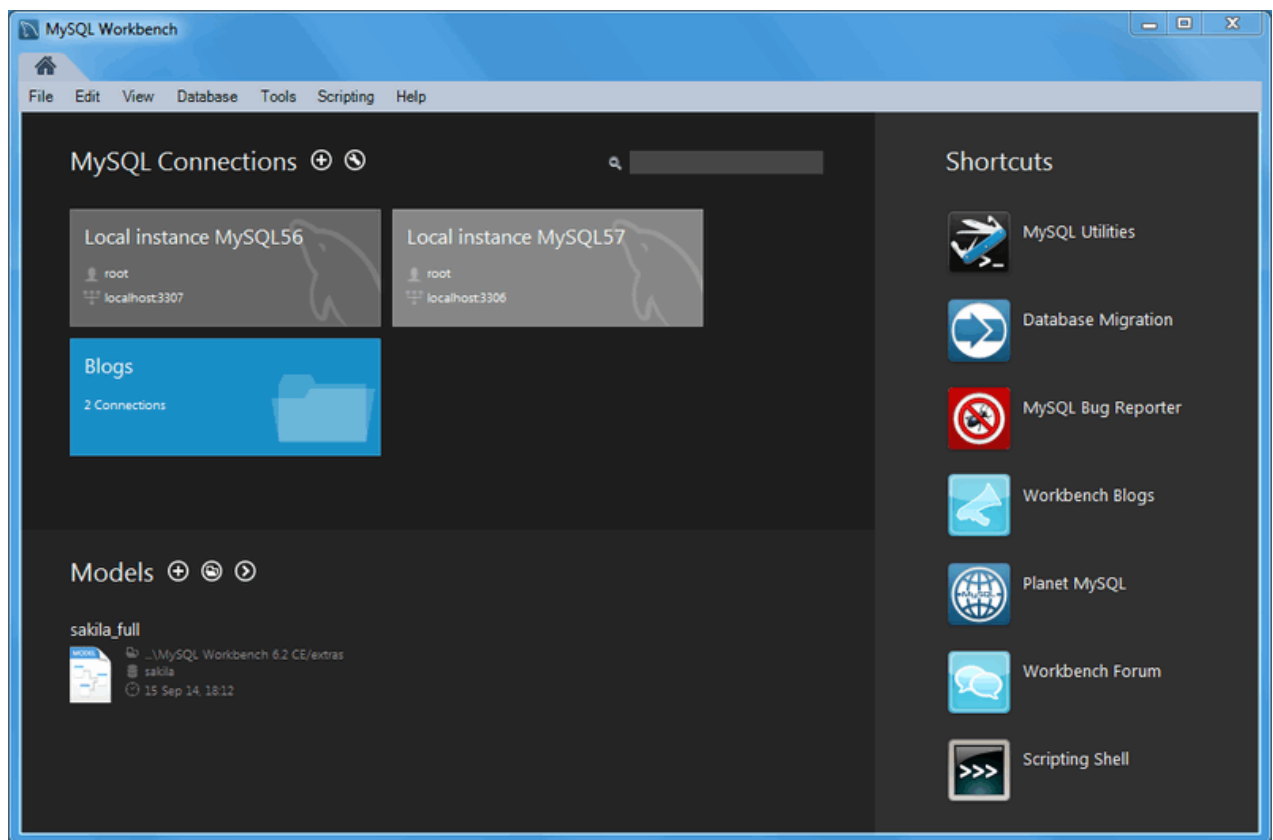 MySQL Workbench
File Edit View Database Tools Scripting Help
MySQL Connections
Local instance MySQL56
root
localhost:3307
Local instance MySQL57
root
localhost:3306
Blogs
2 Connections
Models
sakila_full
MODEL
...\MySQL Workbench 6.2 CE/extras
sakila
15 Sep 14, 18:12
Shortcuts
MySQL Utilities
Database Migration
MySQL Bug Reporter
Workbench Blogs
MySQL
Planet MySQL
Workbench Forum
>>>
Scripting Shell